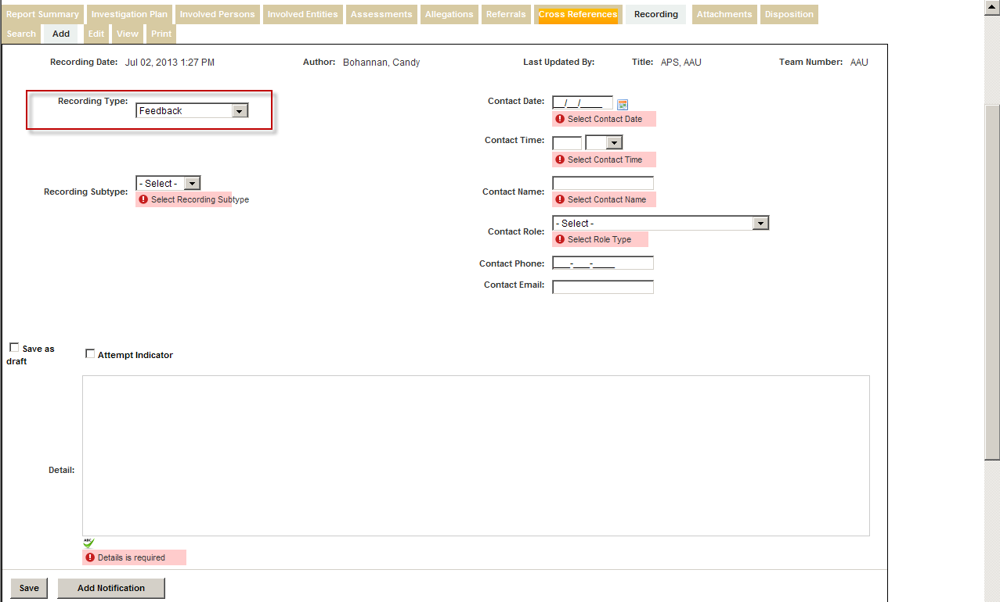 Report Summary Investigation Plan Involved Persons Involved Entities Assessments Allegations Referrals Cross References Recording Attachments Disposition
Search Add Edit View Print
Recording Date: Jul 02, 2013 1:27 PM Author: Bohannan, Candy Last Updated By: Title: APS, AAU Team Number: AAU
Recording Type: Feedback
Contact Date: __/__/____
Select Contact Date
Contact Time:
Select Contact Time
Recording Subtype: - Select -
Select Recording Subtype
Contact Name:
Select Contact Name
Contact Role: - Select -
Select Role Type
Contact Phone: ___-___-____
Contact Email:
Save as
draft
Attempt Indicator
Detail:
ABC
Details is required
Save Add Notification